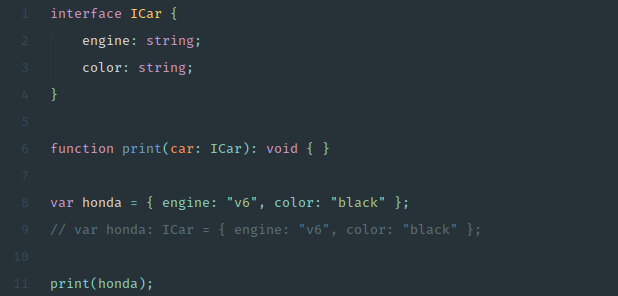 1 interface ICar {
2     engine: string;
3     color: string;
4 }
5
6 function print(car: ICar): void { }
7
8 var honda = { engine: "v6", color: "black" };
9 // var honda: ICar = { engine: "v6", color: "black" };
10
11 print(honda);